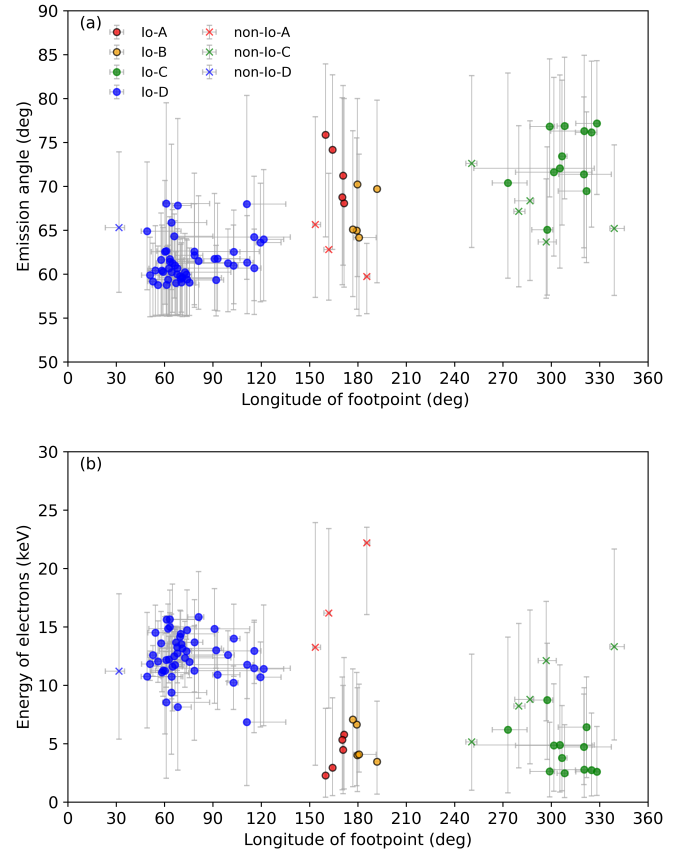 (a)
Io-A
Io-B
Io-C
Io-D
non-Io-A
non-Io-C
non-Io-D
90
85
80
75
70
65
60
55
50
Emission angle (deg)
0 30 60 90 120 150 180 210 240 270 300 330 360
Longitude of footpoint (deg)
(b)
30
25
20
15
10
5
0
Energy of electrons (keV)
0 30 60 90 120 150 180 210 240 270 300 330 360
Longitude of footpoint (deg)